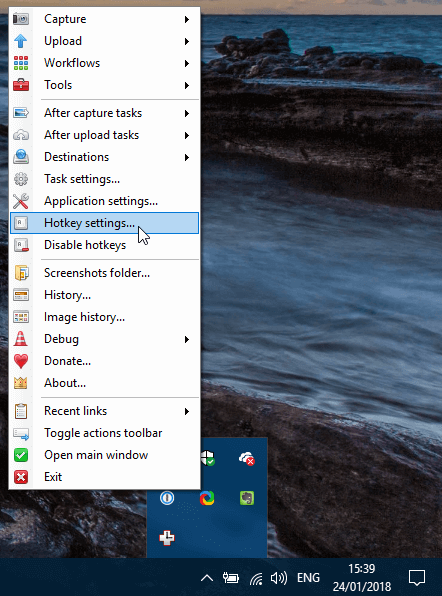 Capture
Upload
Workflows
Tools
After capture tasks
After upload tasks
Destinations
Task settings...
Application settings...
Hotkey settings...
Disable hotkeys
Screenshots folder...
History...
Image history...
Debug
Donate...
About...
Recent links
Toggle actions toolbar
Open main window
Exit
ENG
15:39
24/01/2018